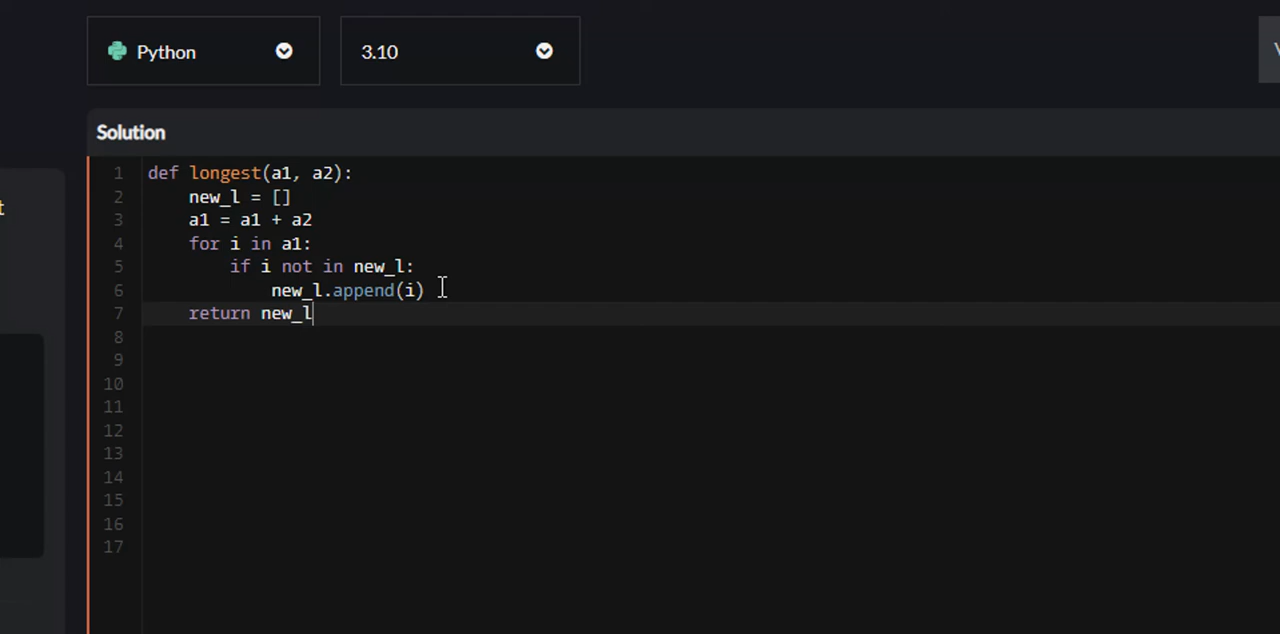 Python
3.10
Solution
1 def longest(a1, a2):
2     new_l = []
3     a1 = a1 + a2
4     for i in a1:
5         if i not in new_l:
6             new_l.append(i)
7     return new_l
8
9
10
11
12
13
14
15
16
17
t